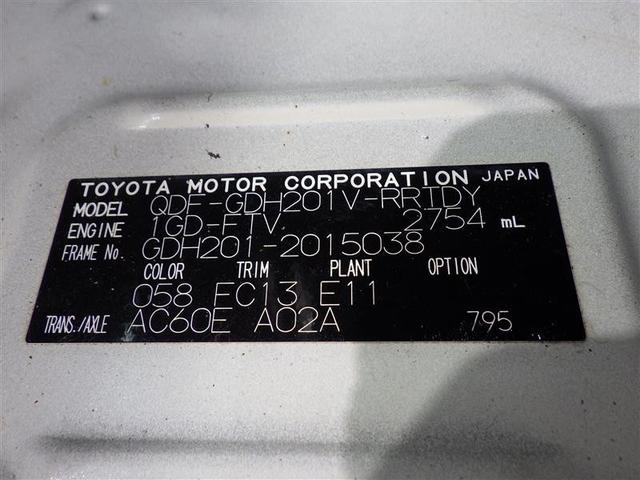 TOYOTA MOTOR CORPORATION JAPAN
MODEL QDF-GDH201V-RRTDY
ENGINE 1GD-FTV 2754 mL
FRAME No. GDH201-2015038
COLOR TRIM PLANT OPTION
058 FC13 E11
TRANS./AXLE AC60E A02A 795